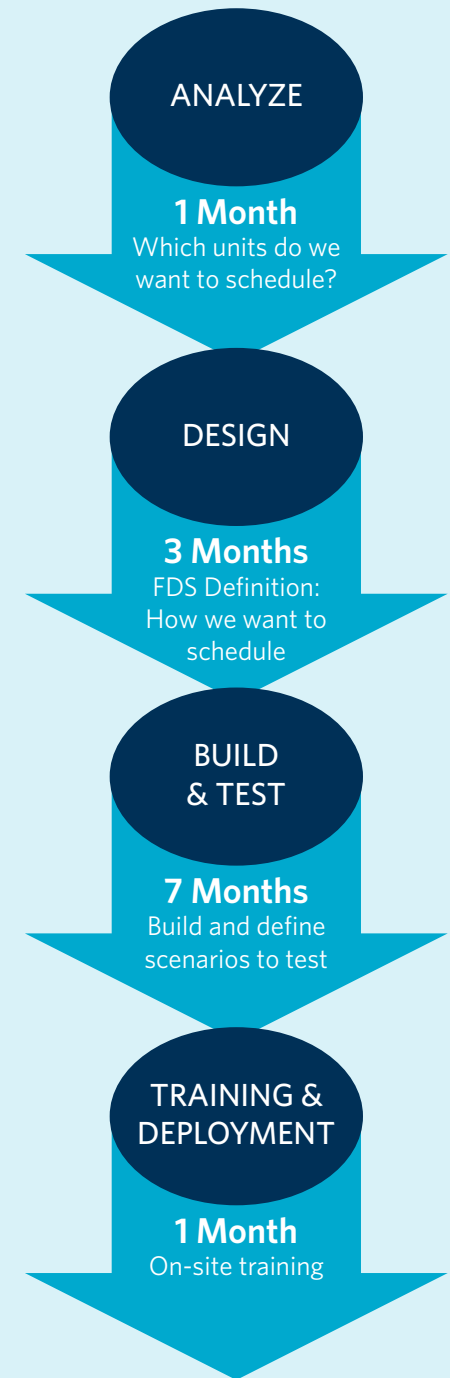 ANALYZE
1 Month
Which units do we
want to schedule?
DESIGN
3 Months
FDS Definition:
How we want to
schedule
BUILD
& TEST
7 Months
Build and define
scenarios to test
TRAINING &
DEPLOYMENT
1 Month
On-site training